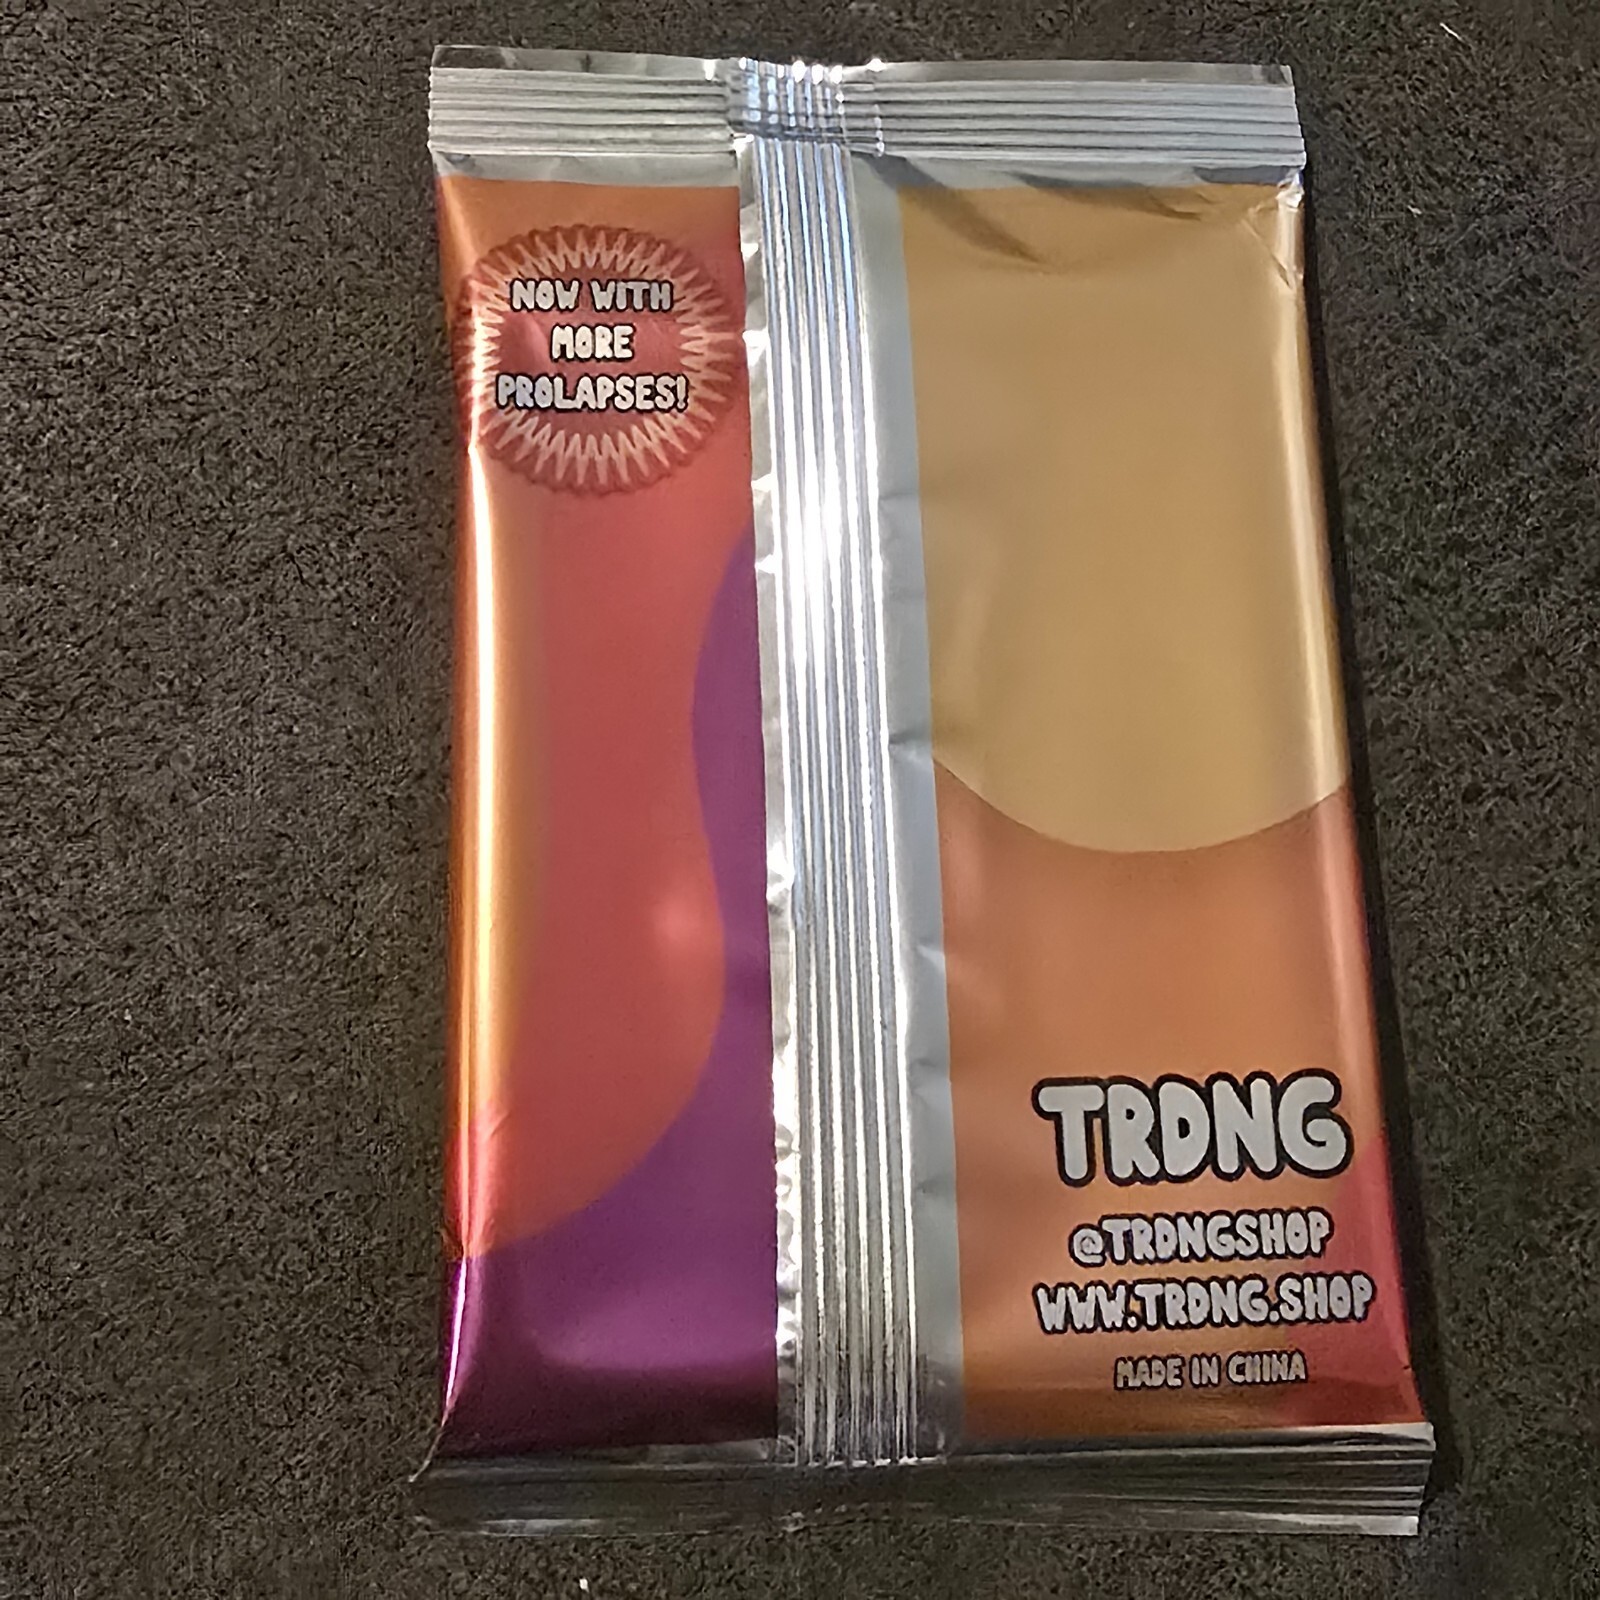 NOW WITH
MORE
PROLAPSES!
TRDNG
@TRDNGSHOP
WWW.TRDNG.SHOP
MADE IN CHINA